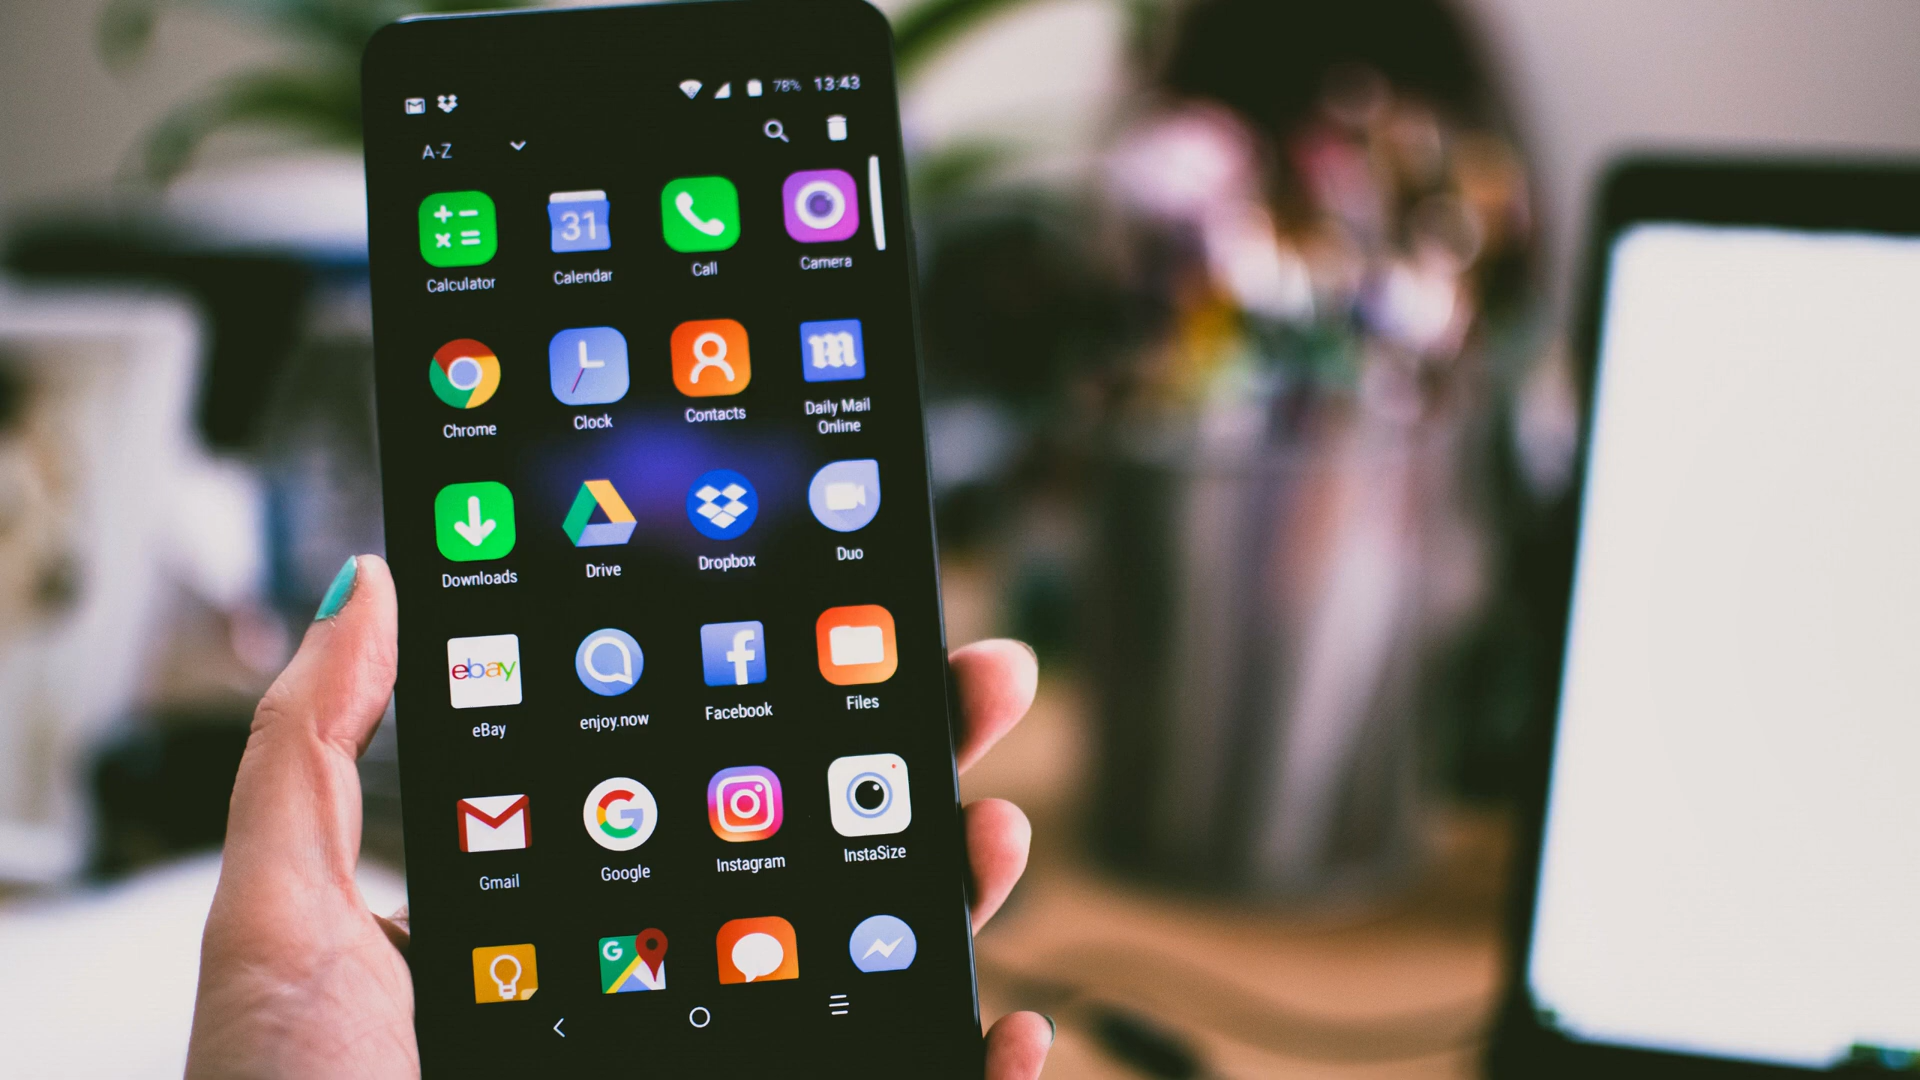 78% 13:43
A-Z
31
Calculator Calendar Call Camera
m
Chrome Clock Contacts Daily Mail
Online
Downloads Drive Dropbox Duo
ebay
f
eBay enjoy.now Facebook Files
G
Gmail Google Instagram InstaSize
G